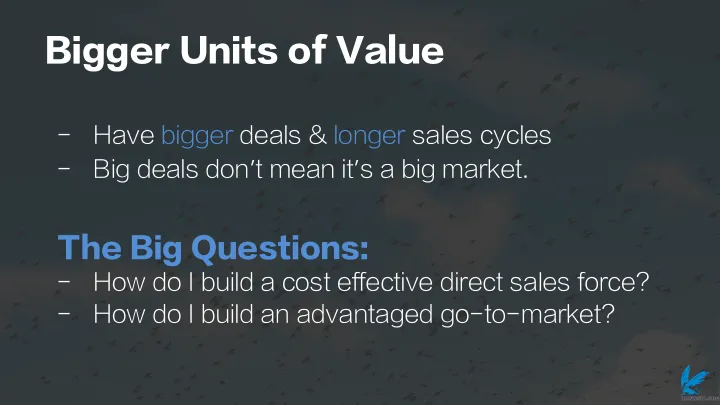 Bigger Units of Value
- Have bigger deals & longer sales cycles
- Big deals don't mean it's a big market.
The Big Questions:
- How do I build a cost effective direct sales force?
- How do I build an advantaged go-to-market?